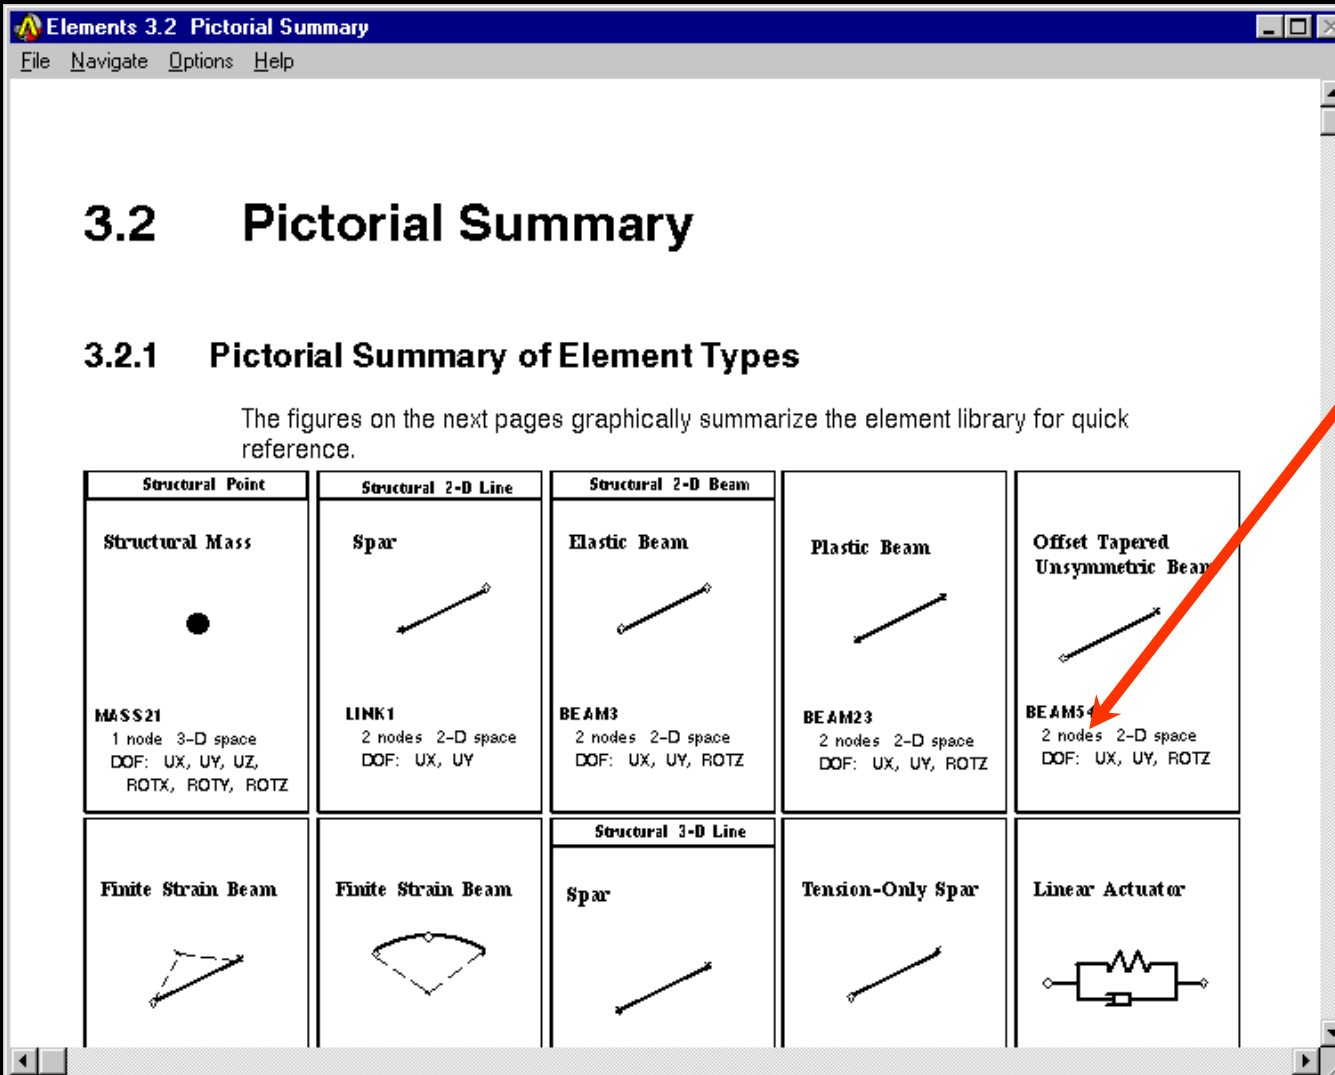 Elements 3.2 Pictorial Summary
File Navigate Options Help
3.2 Pictorial Summary
3.2.1 Pictorial Summary of Element Types
The figures on the next pages graphically summarize the element library for quick
reference.
Structural Point
Structural Mass
MASS21
1 node 3-D space
DOF: UX, UY, UZ,
ROTX, ROTY, ROTZ
Structural 2-D Line
Spar
LINK1
2 nodes 2-D space
DOF: UX, UY
Structural 2-D Beam
Elastic Beam
BEAM3
2 nodes 2-D space
DOF: UX, UY, ROTZ
Plastic Beam
BEAM23
2 nodes 2-D space
DOF: UX, UY, ROTZ
Offset Tapered
Unsymmetric Beam
BEAM54
2 nodes 2-D space
DOF: UX, UY, ROTZ
Finite Strain Beam
Finite Strain Beam
Structural 3-D Line
Spar
Tension-Only Spar
Linear Actuator